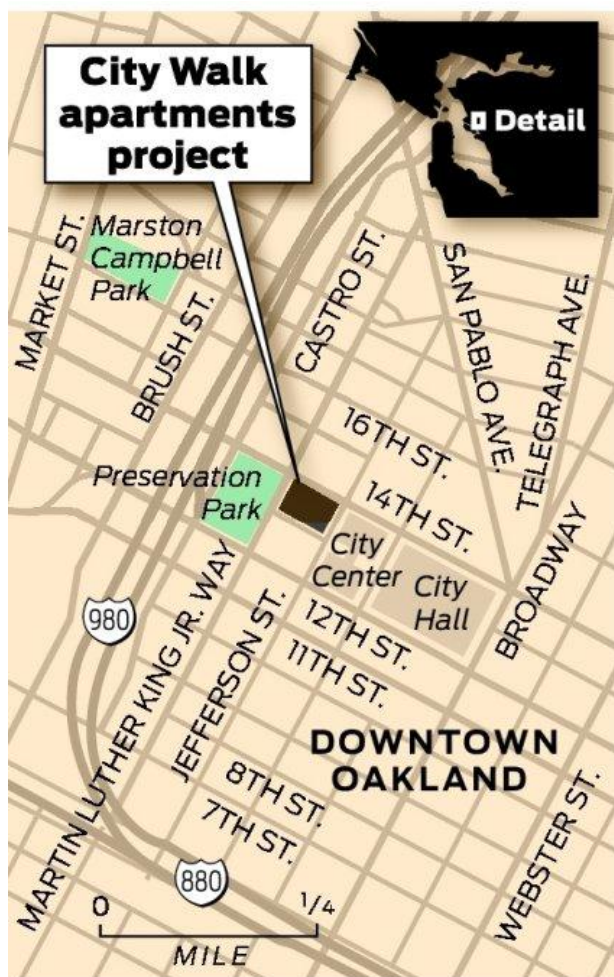 City Walk
apartments
project
Detail
Marston
Campbell
Park
MARKET ST.
BRUSH ST.
CASTRO ST.
SAN PABLO AVE.
TELEGRAPH AVE.
16TH ST.
14TH ST.
Preservation
Park
City
Center
City
Hall
BROADWAY
12TH ST.
11TH ST.
980
MARTIN LUTHER KING JR. WAY
JEFFERSON ST.
DOWNTOWN
OAKLAND
8TH ST.
7TH ST.
WEBSTER ST.
880
0 1/4
MILE